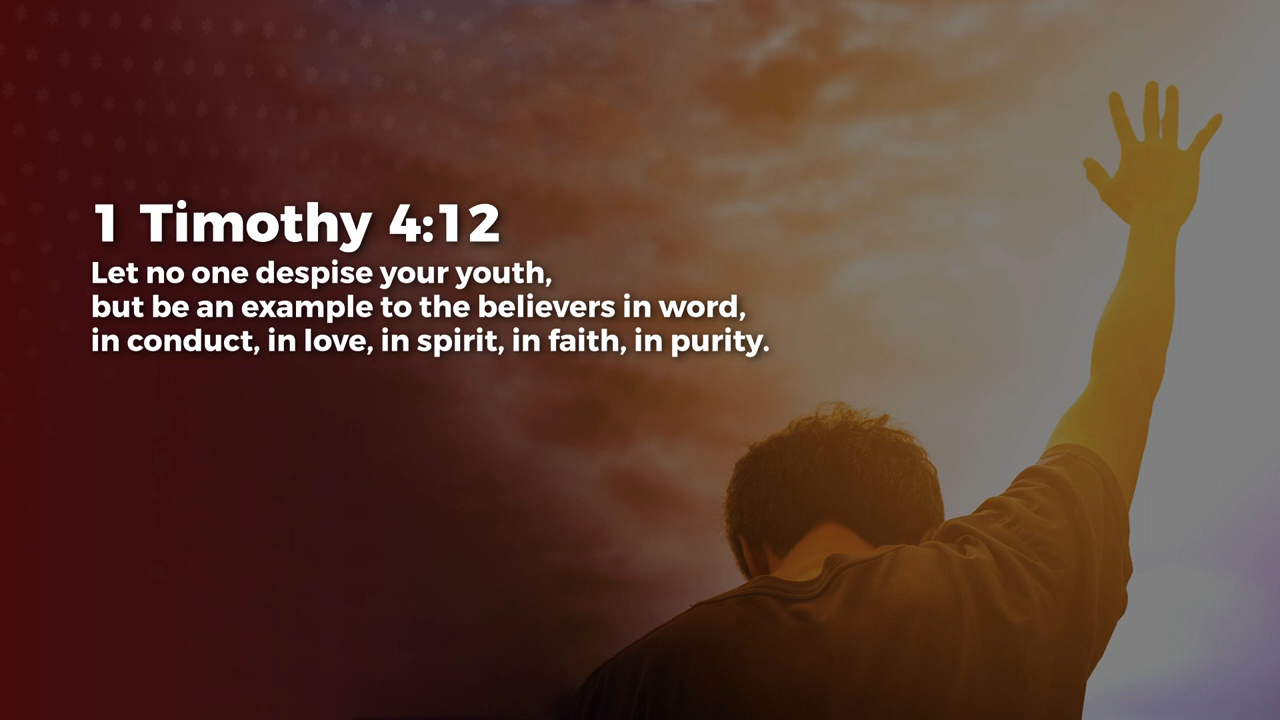 1 Timothy 4:12
Let no one despise your youth,
but be an example to the believers in word,
in conduct, in love, in spirit, in faith, in purity.